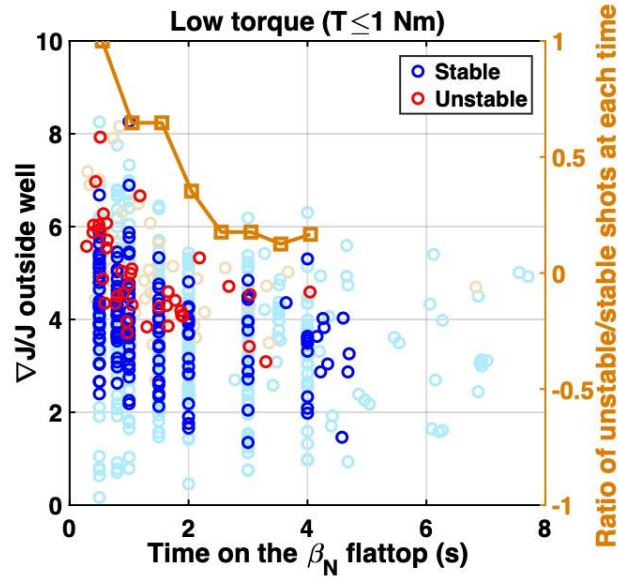 Low torque (T≤1 Nm)
10
8
6
4
2
0
∇J/J outside well
Stable
Unstable
1
0.5
0
-0.5
-1
Ratio of unstable/stable shots at each time
0 2 4 6 8
Time on the β_N flattop (s)